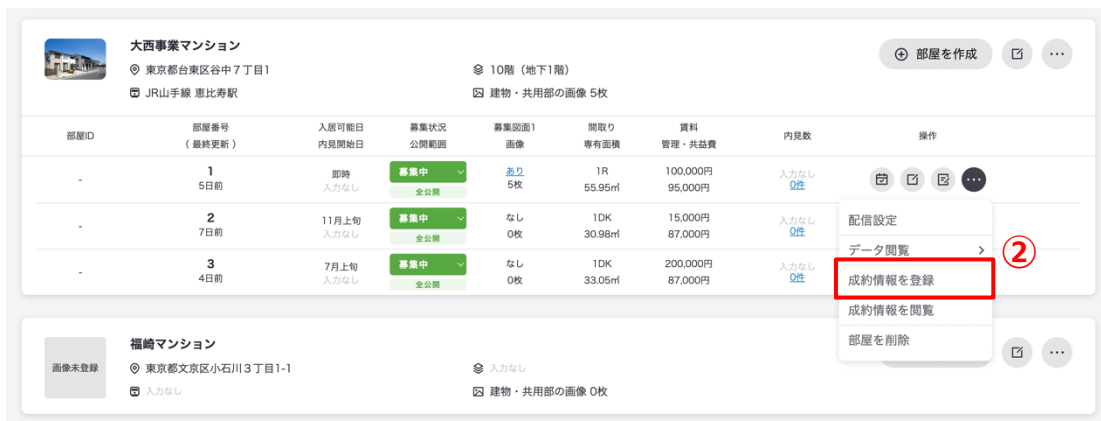 大西事業マンション
東京都台東区谷中7丁目1
10階（地下1階）
部屋を作成
JR山手線 恵比寿駅
建物・共用部の画像 5枚
部屋ID
部屋番号
（最終更新）
入居可能日
内見開始日
募集状況
公開範囲
募集図面1
画像
間取り
専有面積
賃料
管理・共益費
内見数
操作
-
1
5日前
即時
入力なし
募集中
全公開
あり
5枚
1R
55.95㎡
100,000円
95,000円
入力なし
0件
-
2
7日前
11月上旬
入力なし
募集中
全公開
なし
0枚
1DK
30.98㎡
15,000円
87,000円
入力なし
0件
-
3
4日前
7月上旬
入力なし
募集中
全公開
なし
0枚
1DK
33.05㎡
200,000円
87,000円
入力なし
0件
配信設定
データ閲覧
成約情報を登録
②
成約情報を閲覧
部屋を削除
画像未登録
福崎マンション
東京都文京区小石川3丁目1-1
入力なし
入力なし
建物・共用部の画像 0枚